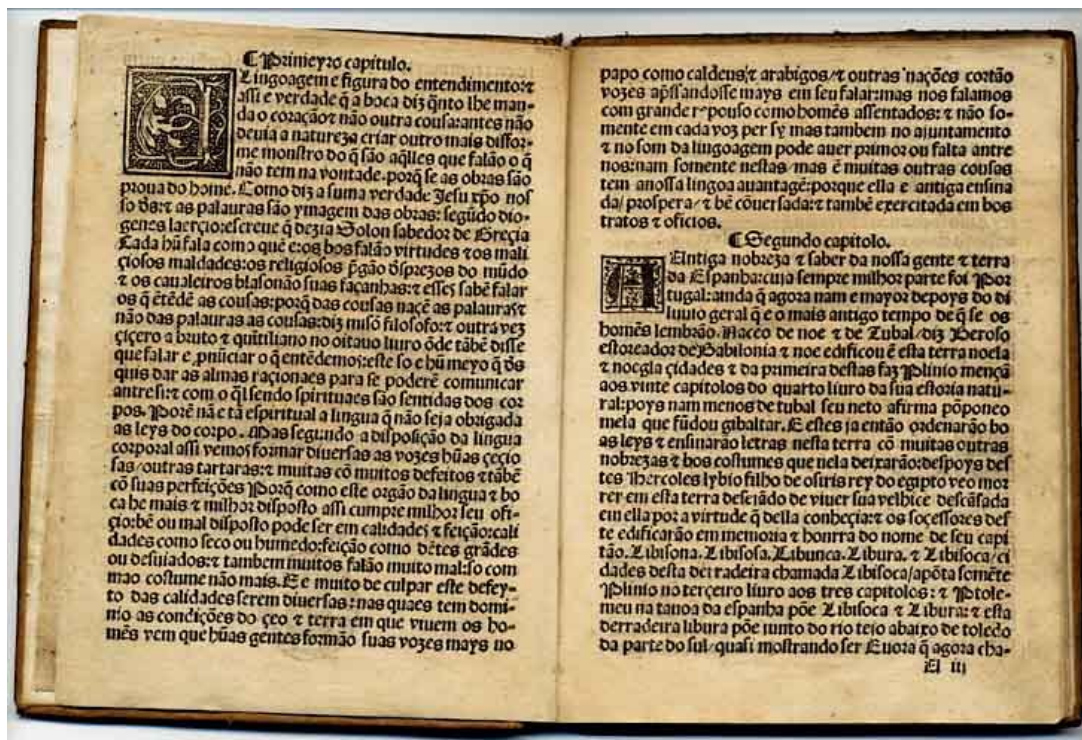 ¶ Primeyro capitulo.
Lingoagem e figura do entendimento: ⁊
assi e verdade q̃ a boca diz q̃nto lhe man-
da o coração ⁊ não outra cousa: antes não
deuia a natureza criar outro mais disfor-
me monstro do q̃ são aq̃lles que falão o q̃
não tem na vontade. porq̃ se as obras são
proua do homẽ. Como diz a suma verdade Jesu xp̃o nos
so d̃s: ⁊ as palauras são ymagem das obras: segũdo dio-
genes laerçio: escreue q̃ dezia Solon sabedor de Greçia
Cada hũ fala como quẽ e: os bos falão virtudes ⁊ os mali
çiosos maldades: os religiosos p̃gão d̃sprezos do mũdo
⁊ os caualeiros blasonão suas façanhas: ⁊ esses sabẽ falar
os q̃ ẽtẽdẽ as cousas: porq̃ das cousas naçẽ as palauras ⁊
não das palauras as cousas: diz misõ filosofo: ⁊ outra vez
çiçero a bruto ⁊ quĩtiliano no oitauo liuro õde tãbẽ disse
que falar e pnũciar o q̃ entẽdemos: este so e hũ meyo q̃ d̃s
quis dar as almas raçionaes para se poderẽ comunicar
antre si: ⁊ com o q̃l sendo spirituaes são sentidas dos cor
pos. Porẽ nã e tã espiritual a lingua q̃ não seja obrigada
as leys do corpo. Mas segundo a disposição da lingua
corporal assi vemos formar diuersas as vozes hũas çeçio
sas/outras tartaras: ⁊ muitas cõ muitos defeitos ⁊ tãbẽ
cõ suas perfeições Porq̃ como este orgão da lingua ⁊ bo
ca he mais ⁊ milhor disposto assi cumpre milhor seu ofi-
çio: bẽ ou mal disposto pode ser em calidades ⁊ feição: cali
dades como seco ou humedo: feição como dẽtes grãdes
ou desuiados: ⁊ tambem muitos falão muito mal: so com
mao costume não mais. E e muito de culpar este defey-
to das calidades serem diuersas: nas quaes tem domi-
nio as condições do çeo ⁊ terra em que viuem os ho-
mẽs vem que hũas gentes formão suas vozes mays no
papo como caldeus: ⁊ arabigos/⁊ outras nações cortão
vozes apssandosse mays em seu falar: mas nos falamos
com grande repouso como homẽs assentados: ⁊ não so-
mente em cada voz per sy mas tambem no ajuntamento
⁊ no som da lingoagem pode auer primor ou falta antre
nos: nam somente nestas/mas ẽ muitas outras cousas
tem a nossa lingoa auantagẽ: porque ella e antiga ensina
da/prospera/⁊ bẽ cõuersada: ⁊ tambẽ exercitada em bos
tratos ⁊ oficios.
¶ Segundo capitolo.
A Antiga nobreza ⁊ saber da nossa gente ⁊ terra
da Espanha: cuja sempre milhor parte foi Por
tugal: ainda q̃ agora nam e mayor depoys do di
luuio geral q̃ e o mais antigo tempo de q̃ se os
homẽs lembrão. Naceo de noe ⁊ de Tubal/diz Beroso
estoreador de Babilonia ⁊ noe edificou ẽ esta terra noela
⁊ noegla çidades ⁊ da primeira destas faz Plinio mençã
aos vinte capitolos do quarto liuro da sua estoria natu-
ral: poys nam menos de tubal seu neto afirma põponeo
mela que fũdou gibaltar. E estes ja então ordenarão bo
as leys ⁊ ensinarão letras nesta terra cõ muitas outras
nobrezas ⁊ bos costumes que nela deixarão: despoys des
tes Hercoles lybio filho de osiris rey do egipto veo mor
rer em esta terra desejãdo de viuer sua velhice descãsada
em ella por a virtude q̃ della conheçia: ⁊ os soçessores des
te edificarão em memoria ⁊ honrra do nome de seu capi
tão. Libisona. Libisosa. Libunca. Libura. ⁊ Libisoca/ci
dades desta derradeira chamada Libisoca/apõta somẽte
Plinio no terçeiro liuro aos tres capitolos: ⁊ Ptole-
meu na tauoa da espanha põe Libisoca ⁊ Libura: ⁊ esta
derradeira libura põe junto do rio tejo abaixo de toledo
da parte do sul/quasi mostrando ser Euora q̃ agora cha-
A iij